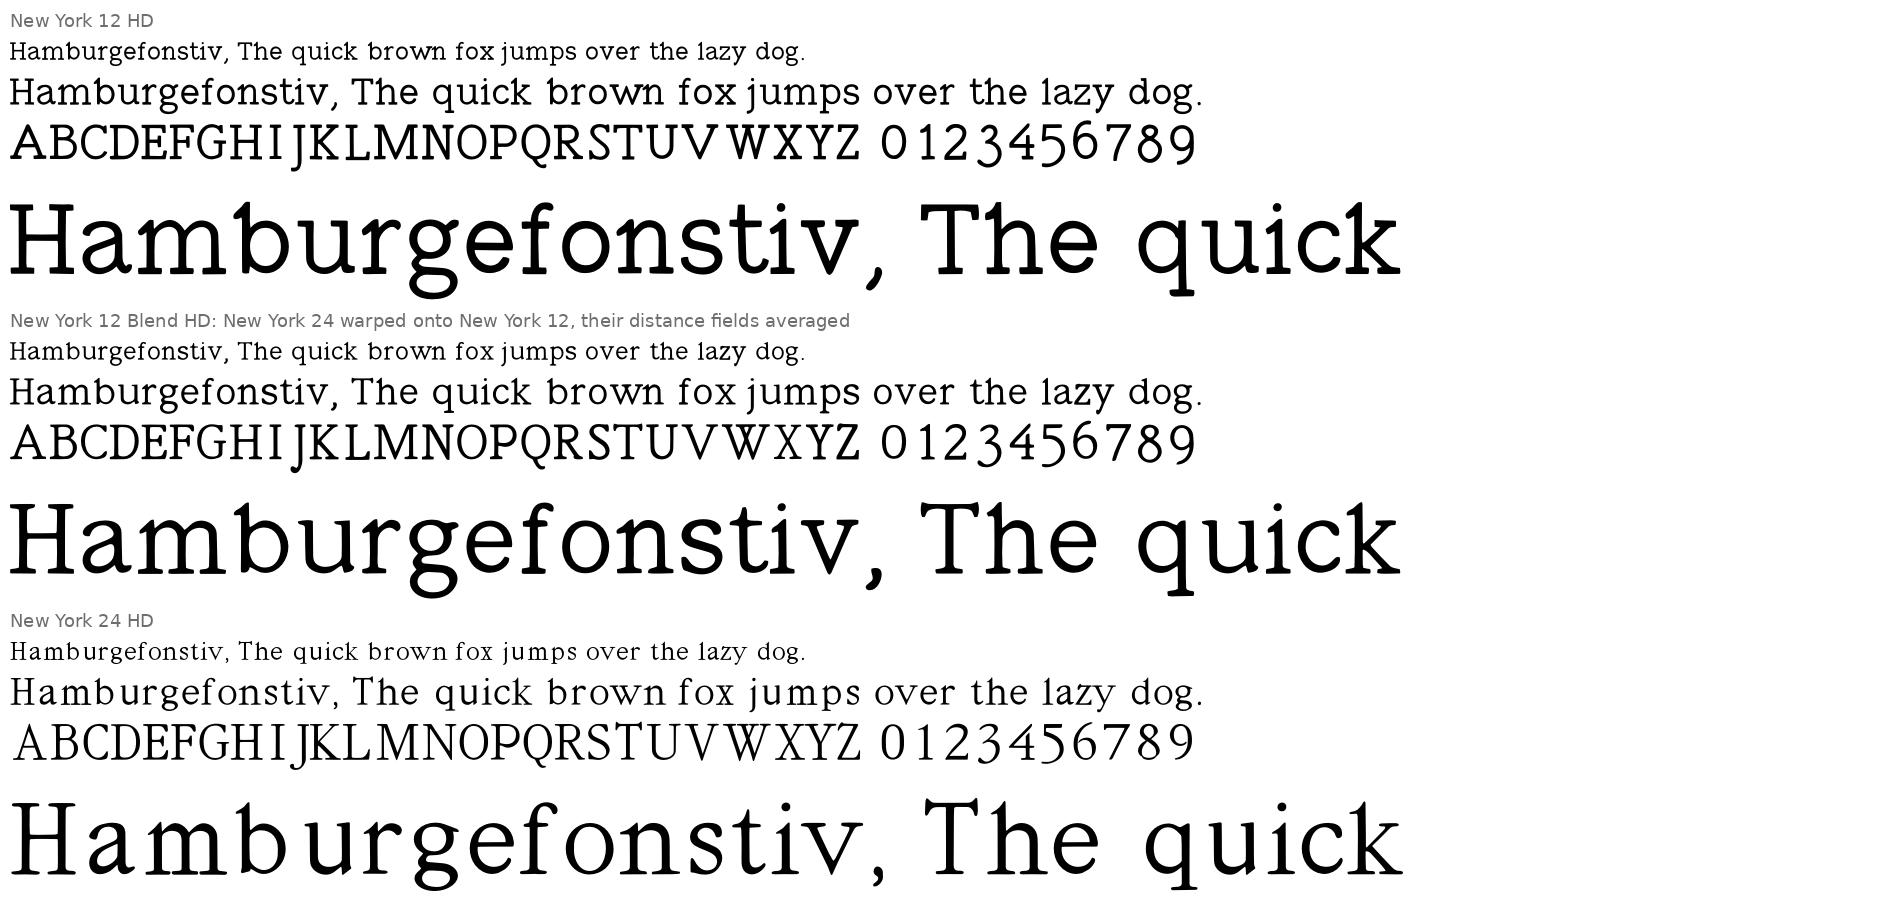 New York 12 HD
Hamburgefonstiv, The quick brown fox jumps over the lazy dog.
Hamburgefonstiv, The quick brown fox jumps over the lazy dog.
ABCDEFGHIJKLMNOPQRSTUVWXYZ 0123456789
Hamburgefonstiv, The quick
New York 12 Blend HD: New York 24 warped onto New York 12, their distance fields averaged
Hamburgefonstiv, The quick brown fox jumps over the lazy dog.
Hamburgefonstiv, The quick brown fox jumps over the lazy dog.
ABCDEFGHIJKLMNOPQRSTUVWXYZ 0123456789
Hamburgefonstiv, The quick
New York 24 HD
Hamburgefonstiv, The quick brown fox jumps over the lazy dog.
Hamburgefonstiv, The quick brown fox jumps over the lazy dog.
ABCDEFGHIJKLMNOPQRSTUVWXYZ 0123456789
Hamburgefonstiv, The quick